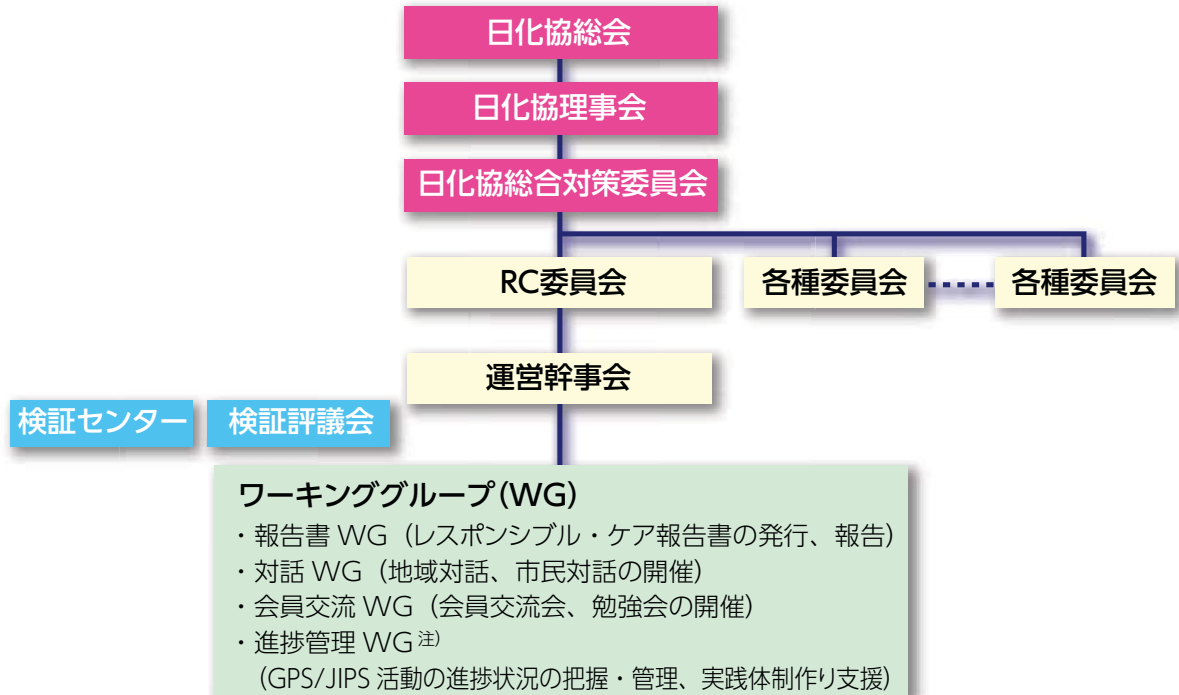 日化協総会
日化協理事会
日化協総合対策委員会
RC委員会
各種委員会
各種委員会
運営幹事会
検証センター
検証評議会
ワーキンググループ(WG)
・報告書 WG（レスポンシブル・ケア報告書の発行、報告）
・対話 WG（地域対話、市民対話の開催）
・会員交流 WG（会員交流会、勉強会の開催）
・進捗管理 WG注）
（GPS/JIPS 活動の進捗状況の把握・管理、実践体制作り支援）